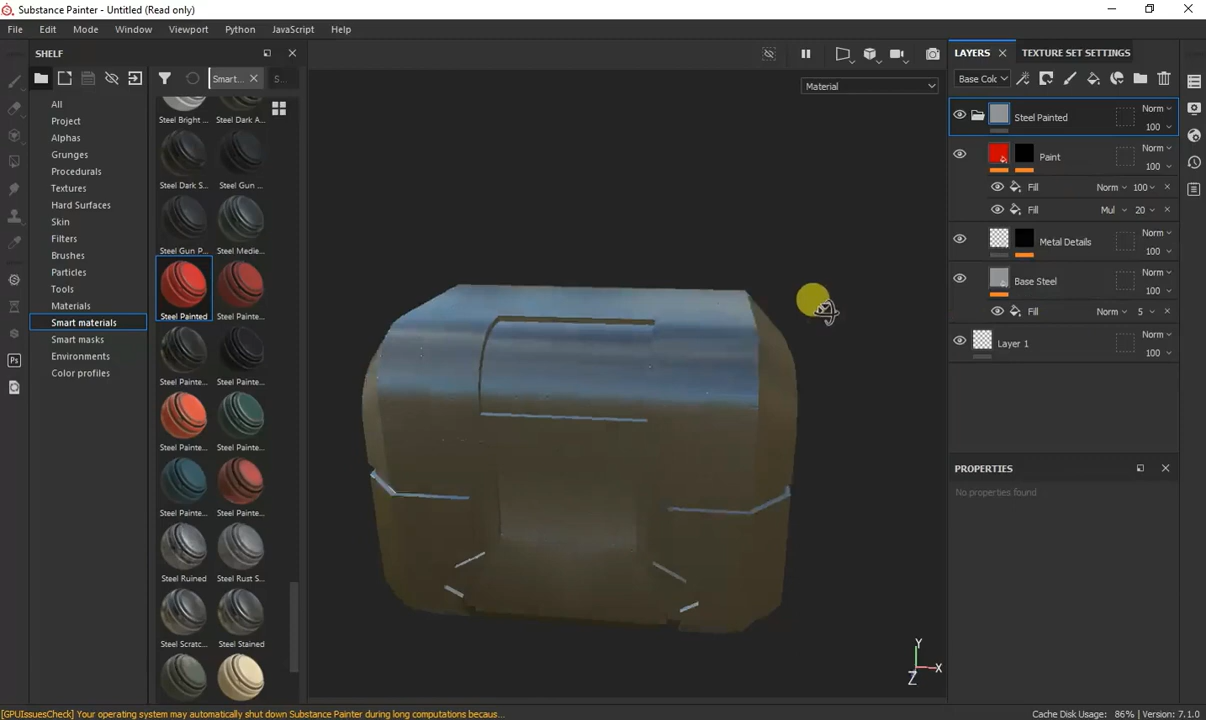 Substance Painter - Untitled (Read only)
File Edit Mode Window Viewport Python JavaScript Help
SHELF
Smart...
S...
All
Project
Alphas
Grunges
Procedurals
Textures
Hard Surfaces
Skin
Filters
Brushes
Particles
Tools
Materials
Smart materials
Smart masks
Environments
Color profiles
Steel Bright ... Steel Dark A...
Steel Dark S... Steel Gun ...
Steel Gun P... Steel Medie...
Steel Painted Steel Painte...
Steel Painte... Steel Painte...
Steel Painte... Steel Painte...
Steel Painte... Steel Painte...
Steel Ruined Steel Rust S...
Steel Scratc... Steel Stained
Ps
Material
Y
X
Z
LAYERS TEXTURE SET SETTINGS
Base Colc
Steel Painted Norm 100
Paint Norm 100
Fill Norm 100
Fill Mul 20
Metal Details Norm 100
Base Steel Norm 100
Fill Norm 5
Layer 1 Norm 100
PROPERTIES
No properties found
[GPUIssuesCheck] Your operating system may automatically shut down Substance Painter during long computations becaus...
Cache Disk Usage: 86% | Version: 7.1.0